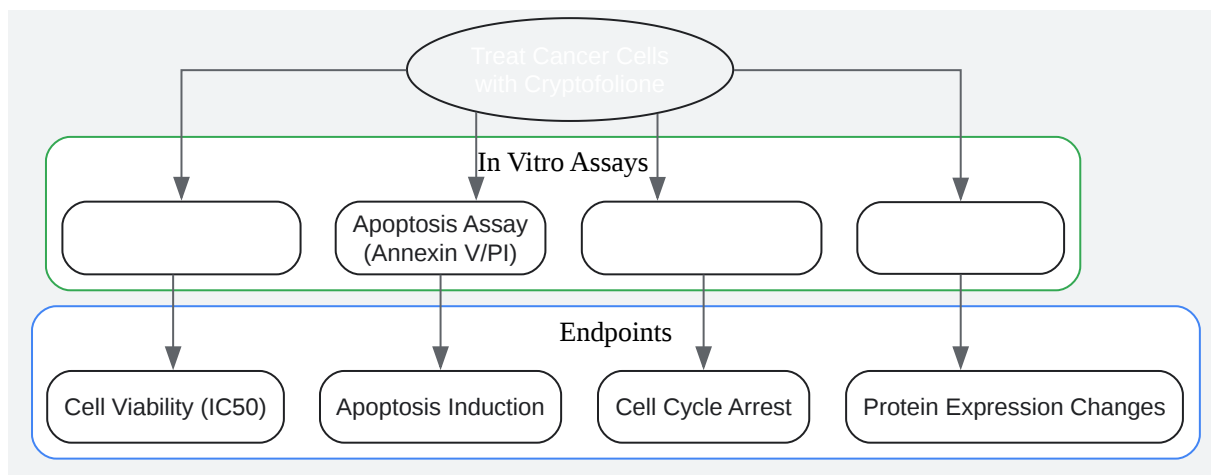 Treat Cancer Cells
with Cryptofolione
In Vitro Assays
Apoptosis Assay
(Annexin V/PI)
Endpoints
Cell Viability (IC50)
Apoptosis Induction
Cell Cycle Arrest
Protein Expression Changes